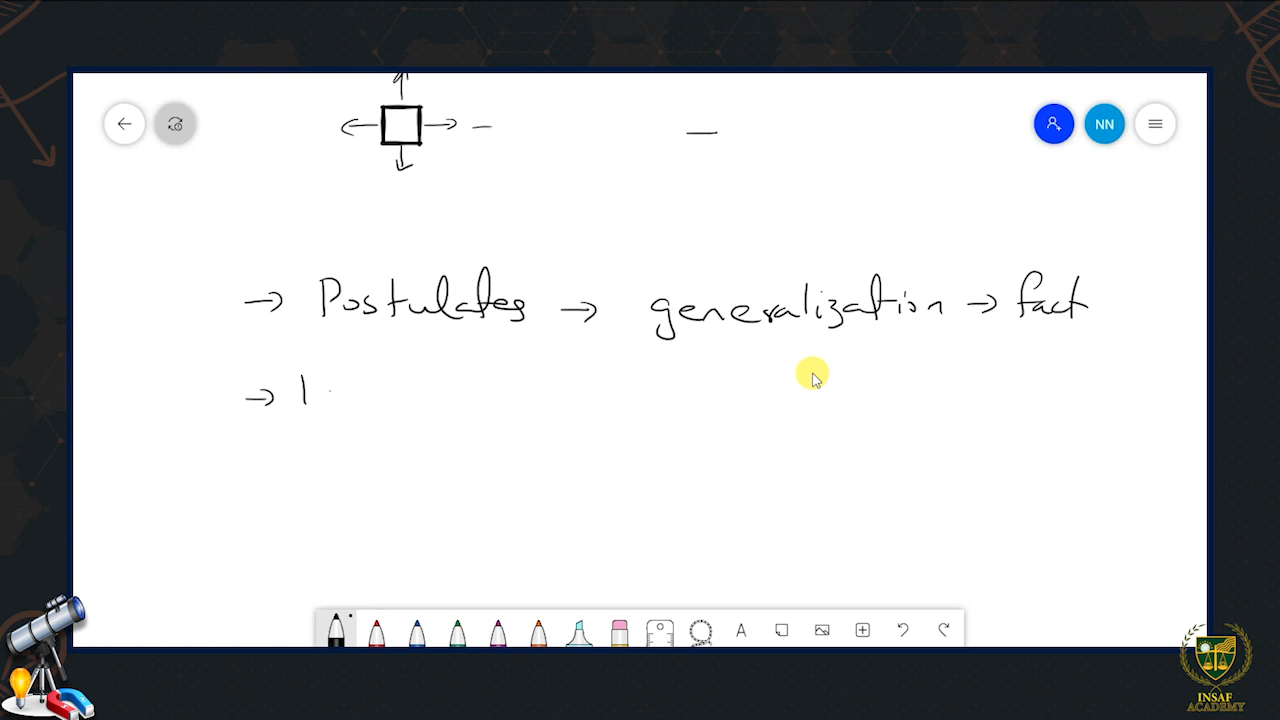 NN
→ Postulates → generalization → fact
→ 1
A
INSAF
ACADEMY